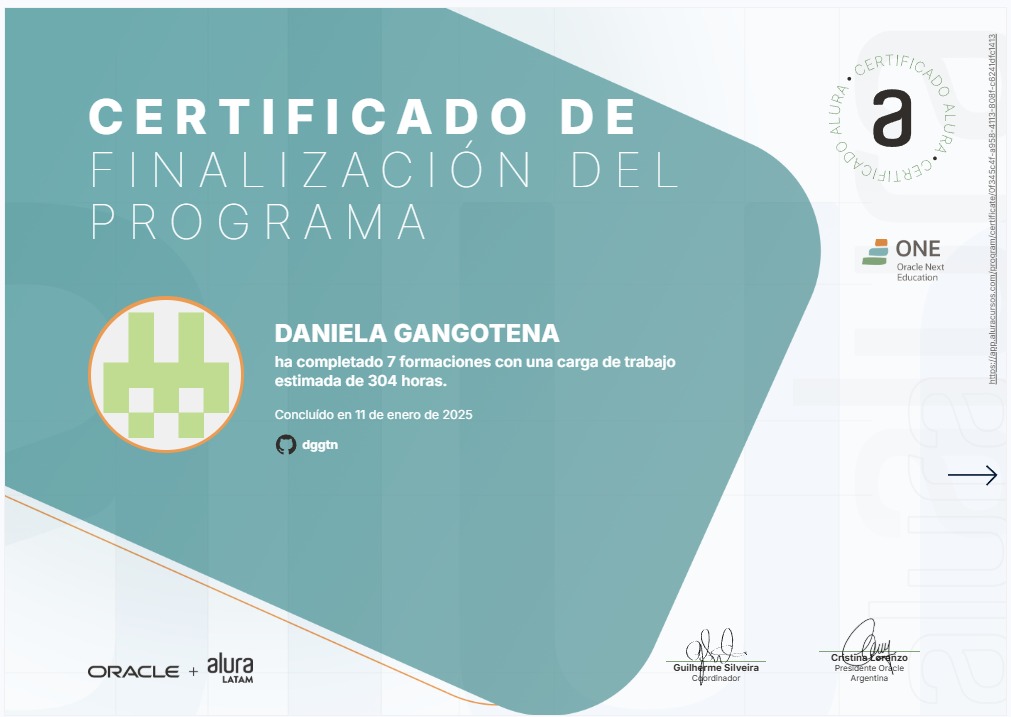 CERTIFICADO DE
FINALIZACIÓN DEL
PROGRAMA
CERTIFICADO ALURA • CERTIFICADO ALURA •
a
ONE
Oracle Next
Education
https://app.aluracursos.com/program/certificate/0f345c4f-a958-4113-808f-c6241dfc1413
DANIELA GANGOTENA
ha completado 7 formaciones con una carga de trabajo
estimada de 304 horas.
Concluído en 11 de enero de 2025
dggtn
ORACLE + alura
LATAM
Guilherme Silveira
Coordinador
Cristina Lorenzo
Presidente Oracle
Argentina
alura